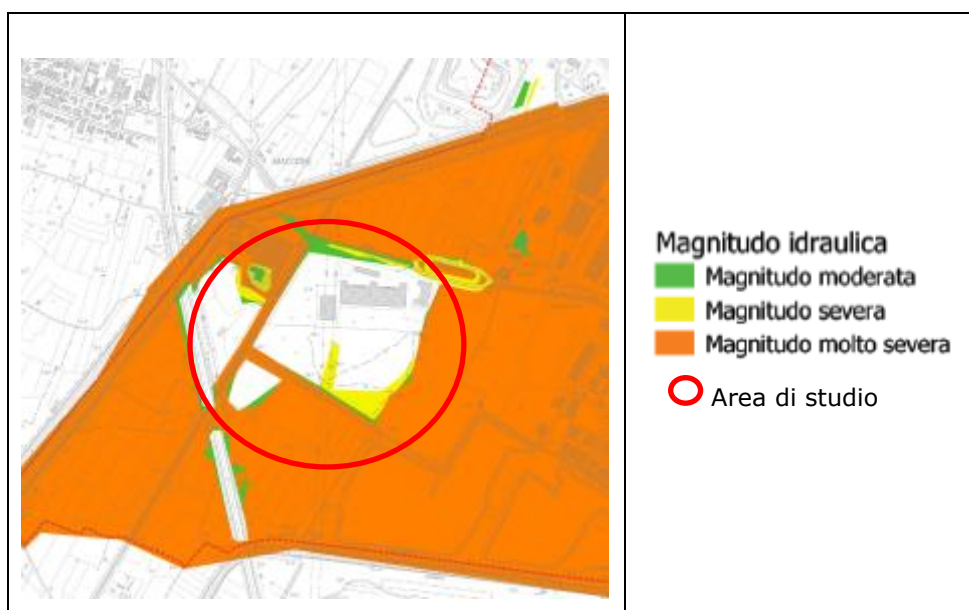 Magnitudo idraulica
Magnitudo moderata
Magnitudo severa
Magnitudo molto severa
Area di studio